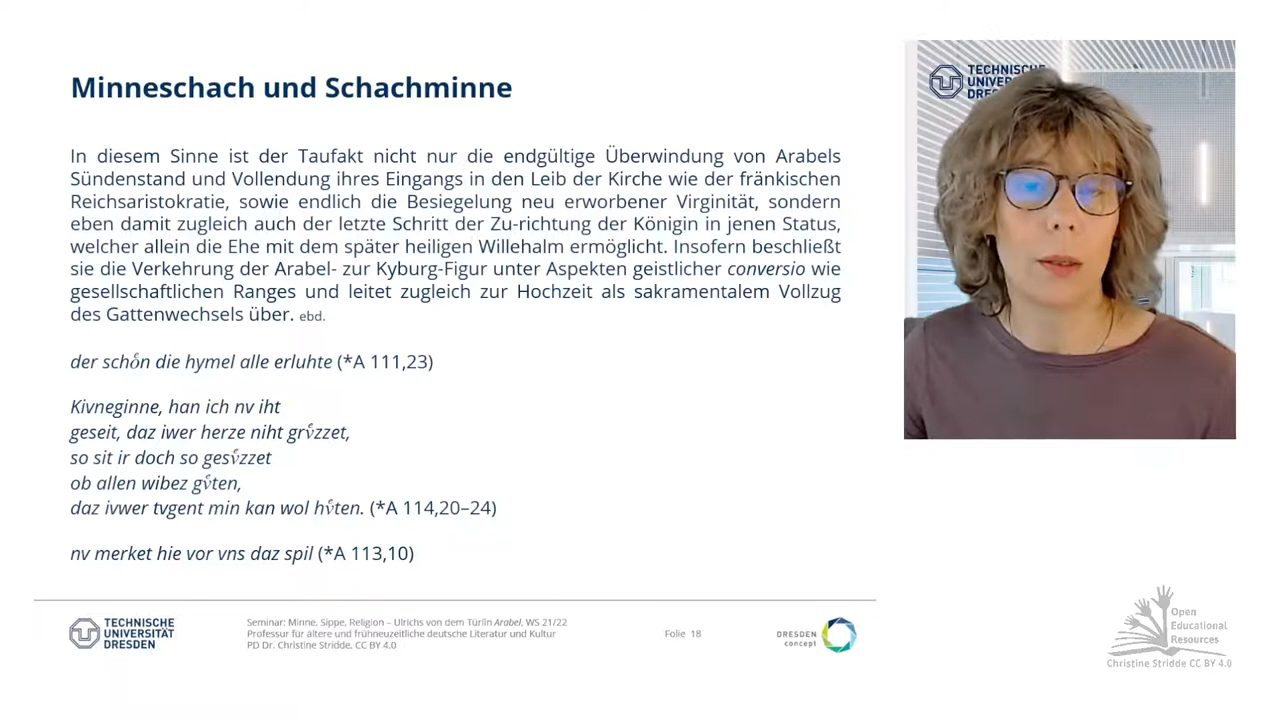 Minneschach und Schachminne
In diesem Sinne ist der Taufakt nicht nur die endgültige Überwindung von Arabels
Sündenstand und Vollendung ihres Eingangs in den Leib der Kirche wie der fränkischen
Reichsaristokratie, sowie endlich die Besiegelung neu erworbener Virginität, sondern
eben damit zugleich auch der letzte Schritt der Zu-richtung der Königin in jenen Status,
welcher allein die Ehe mit dem später heiligen Willehalm ermöglicht. Insofern beschließt
sie die Verkehrung der Arabel- zur Kyburg-Figur unter Aspekten geistlicher conversio wie
gesellschaftlichen Ranges und leitet zugleich zur Hochzeit als sakramentalem Vollzug
des Gattenwechsels über. ebd.
der schoͤn die hymel alle erluhte (*A 111,23)
Kivneginne, han ich nv iht
geseit, daz iwer herze niht grvͤzzet,
so sit ir doch so gesvͤzzet
ob allen wibez gvͤten,
daz ivwer tvgent min kan wol hvͤten. (*A 114,20–24)
nv merket hie vor vns daz spil (*A 113,10)
TECHNISCHE
UNIVERSITÄT
DRESDEN
Seminar: Minne, Sippe, Religion – Ulrichs von dem Türlin Arabel, WS 21/22
Professur für ältere und frühneuzeitliche deutsche Literatur und Kultur
PD Dr. Christine Stridde, CC BY 4.0
Folie 18
DRESDEN
concept
TECHNISCHE
Open
Educational
Resources
Christine Stridde CC BY 4.0